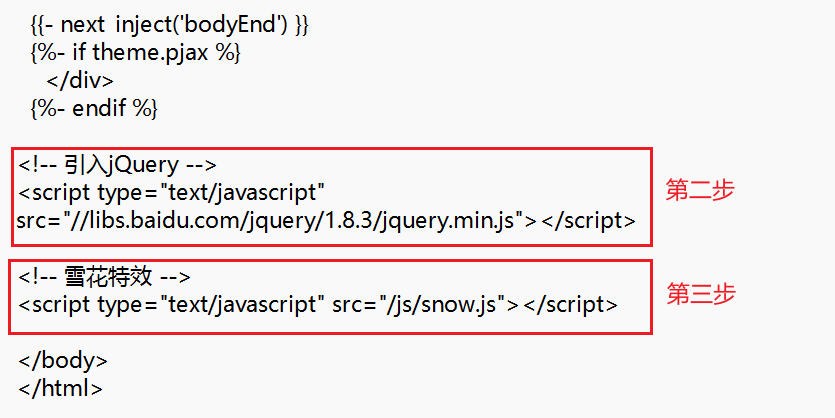 {{- next inject('bodyEnd') }}
{%- if theme.pjax %}
</div>
{%- endif %}
<!-- 引入jQuery -->
<script type="text/javascript"
第二步
src="//libs.baidu.com/jquery/1.8.3/jquery.min.js"></script>
<!-- 雪花特效 -->
<script type="text/javascript" src="/js/snow.js"></script>
第三步
</body>
</html>